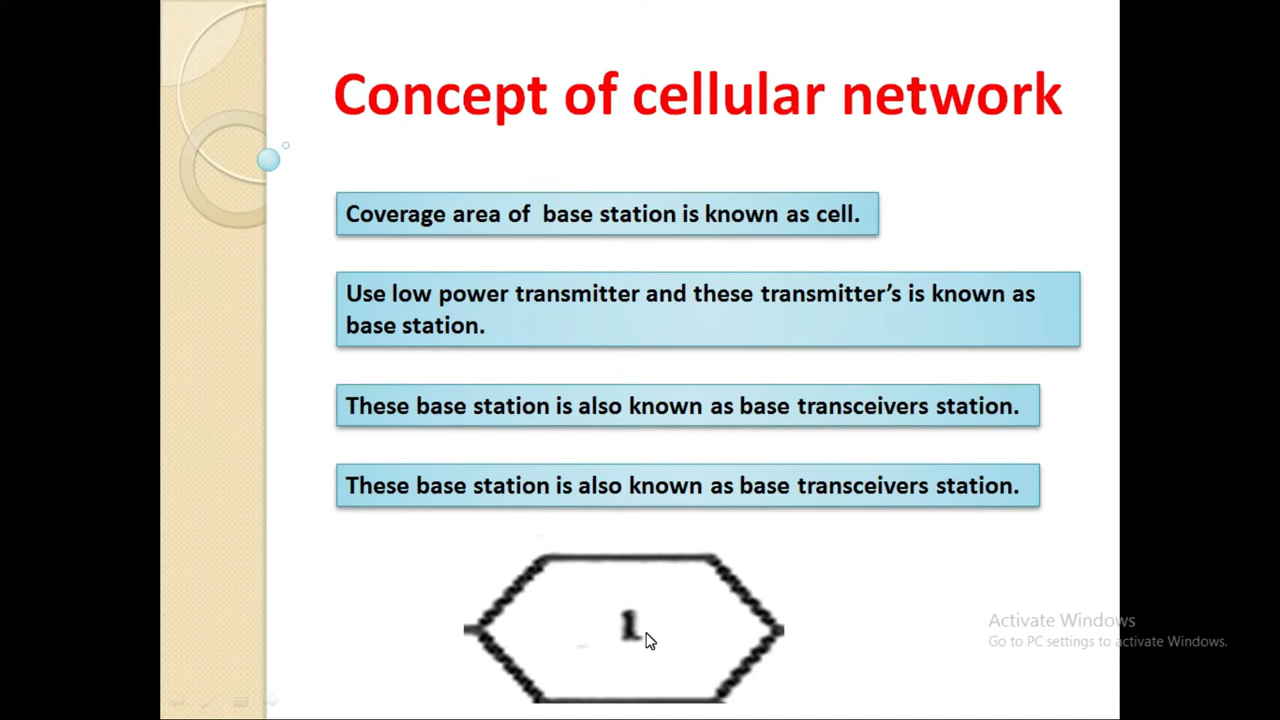 Concept of cellular network
Coverage area of base station is known as cell.
Use low power transmitter and these transmitter's is known as
base station.
These base station is also known as base transceivers station.
These base station is also known as base transceivers station.
1
Activate Windows
Go to PC settings to activate Windows.